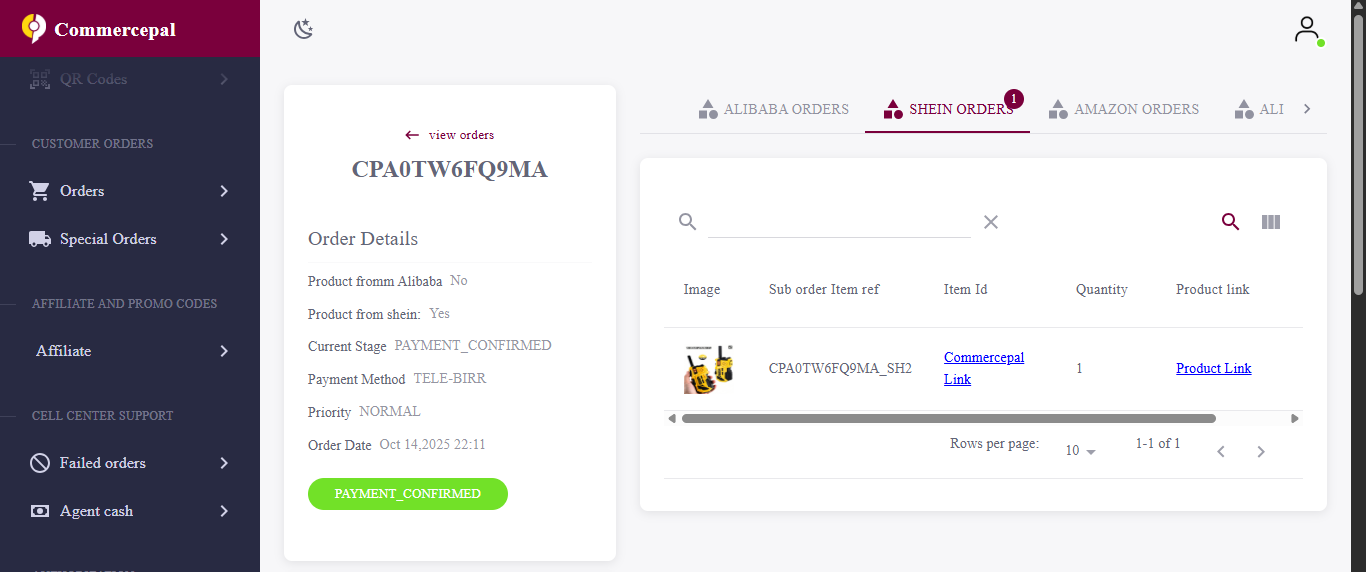 Commercepal
QR Codes
CUSTOMER ORDERS
Orders
Special Orders
AFFILIATE AND PROMO CODES
Affiliate
CELL CENTER SUPPORT
Failed orders
Agent cash
view orders
CPA0TW6FQ9MA
Order Details
Product fromm Alibaba No
Product from shein: Yes
Current Stage PAYMENT_CONFIRMED
Payment Method TELE-BIRR
Priority NORMAL
Order Date Oct 14,2025 22:11
PAYMENT_CONFIRMED
ALIBABA ORDERS SHEIN ORDERS 1 AMAZON ORDERS ALI
Image Sub order Item ref Item Id Quantity Product link
CPA0TW6FQ9MA_SH2 Commercepal Link 1 Product Link
Rows per page: 10 1-1 of 1